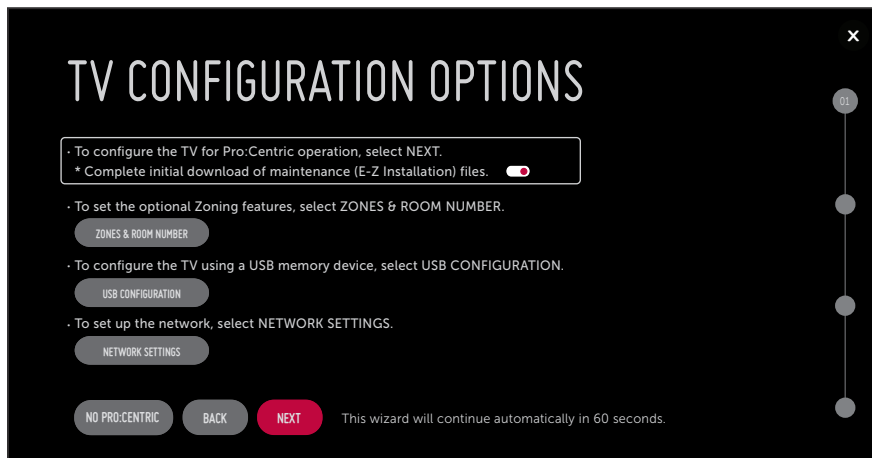 X
TV CONFIGURATION OPTIONS
01
· To configure the TV for Pro:Centric operation, select NEXT.
* Complete initial download of maintenance (E-Z Installation) files.
· To set the optional Zoning features, select ZONES & ROOM NUMBER.
ZONES & ROOM NUMBER
· To configure the TV using a USB memory device, select USB CONFIGURATION.
USB CONFIGURATION
· To set up the network, select NETWORK SETTINGS.
NETWORK SETTINGS
NO PRO:CENTRIC BACK NEXT This wizard will continue automatically in 60 seconds.